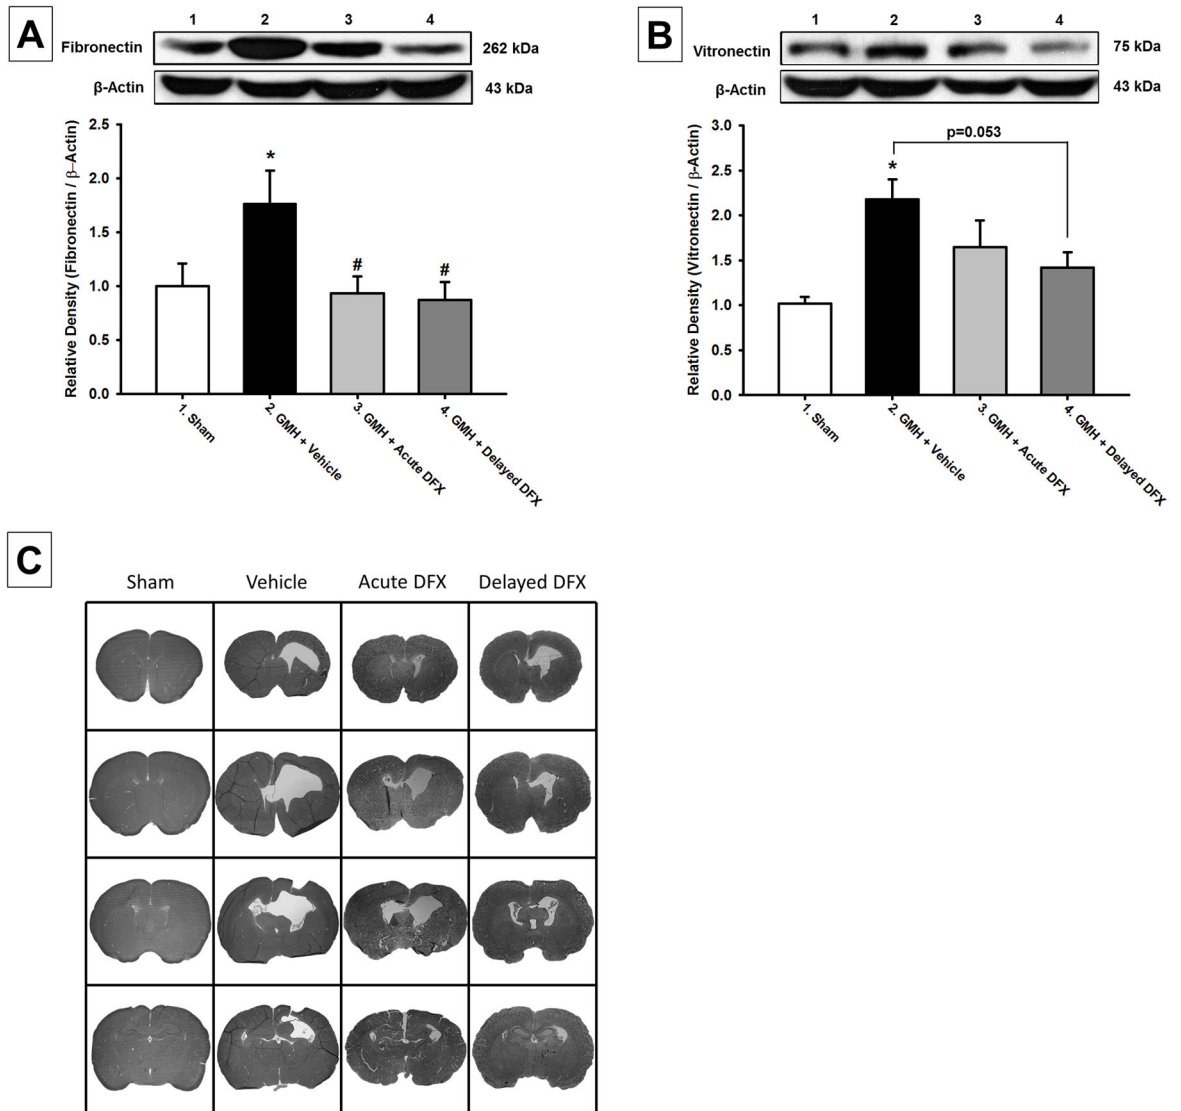 A
1 2 3 4
Fibronectin
262 kDa
β-Actin
43 kDa
Relative Density (Fibronectin / β-Actin)
2.5
2.0
1.5
1.0
0.5
0.0
*
#
#
1. Sham
2. GMH + Vehicle
3. GMH + Acute DFX
4. GMH + Delayed DFX
B
1 2 3 4
Vitronectin
75 kDa
β-Actin
43 kDa
Relative Density (Vitronectin / β-Actin)
3.0
2.5
2.0
1.5
1.0
0.5
0.0
p=0.053
*
1. Sham
2. GMH + Vehicle
3. GMH + Acute DFX
4. GMH + Delayed DFX
C
Sham Vehicle Acute DFX Delayed DFX